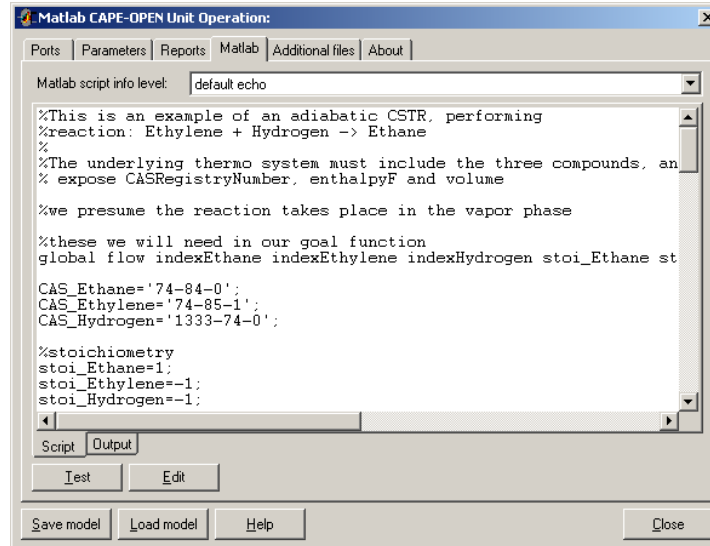 Matlab CAPE-OPEN Unit Operation:
Ports Parameters Reports Matlab Additional files About
Matlab script info level: default echo
%This is an example of an adiabatic CSTR, performing
%reaction: Ethylene + Hydrogen -> Ethane
%
%The underlying thermo system must include the three compounds, an
% expose CASRegistryNumber, enthalpyF and volume
%we presume the reaction takes place in the vapor phase
%these we will need in our goal function
global flow indexEthane indexEthylene indexHydrogen stoi_Ethane st
CAS_Ethane='74-84-0';
CAS_Ethylene='74-85-1';
CAS_Hydrogen='1333-74-0';
%stoichiometry
stoi_Ethane=1;
stoi_Ethylene=-1;
stoi_Hydrogen=-1;
Script Output
Test Edit
Save model Load model Help Close